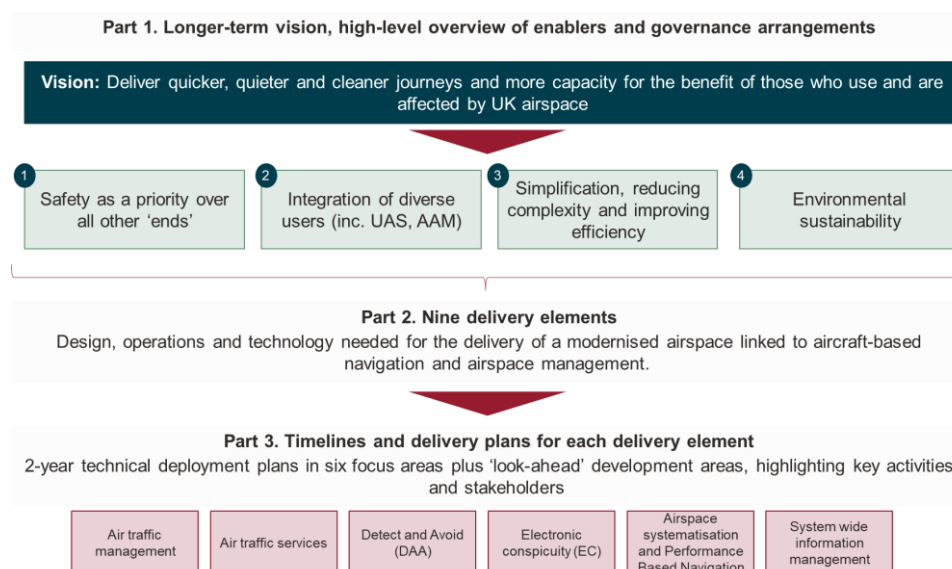 Part 1. Longer-term vision, high-level overview of enablers and governance arrangements
Vision: Deliver quicker, quieter and cleaner journeys and more capacity for the benefit of those who use and are
affected by UK airspace
1
Safety as a priority over
all other ‘ends’
2
Integration of diverse
users (inc. UAS, AAM)
3
Simplification, reducing
complexity and improving
efficiency
4
Environmental
sustainability
Part 2. Nine delivery elements
Design, operations and technology needed for the delivery of a modernised airspace linked to aircraft-based
navigation and airspace management.
Part 3. Timelines and delivery plans for each delivery element
2-year technical deployment plans in six focus areas plus ‘look-ahead’ development areas, highlighting key activities
and stakeholders
Air traffic
management
Air traffic services
Detect and Avoid
(DAA)
Electronic
conspicuity (EC)
Airspace
systematisation
and Performance
Based Navigation
System wide
information
management